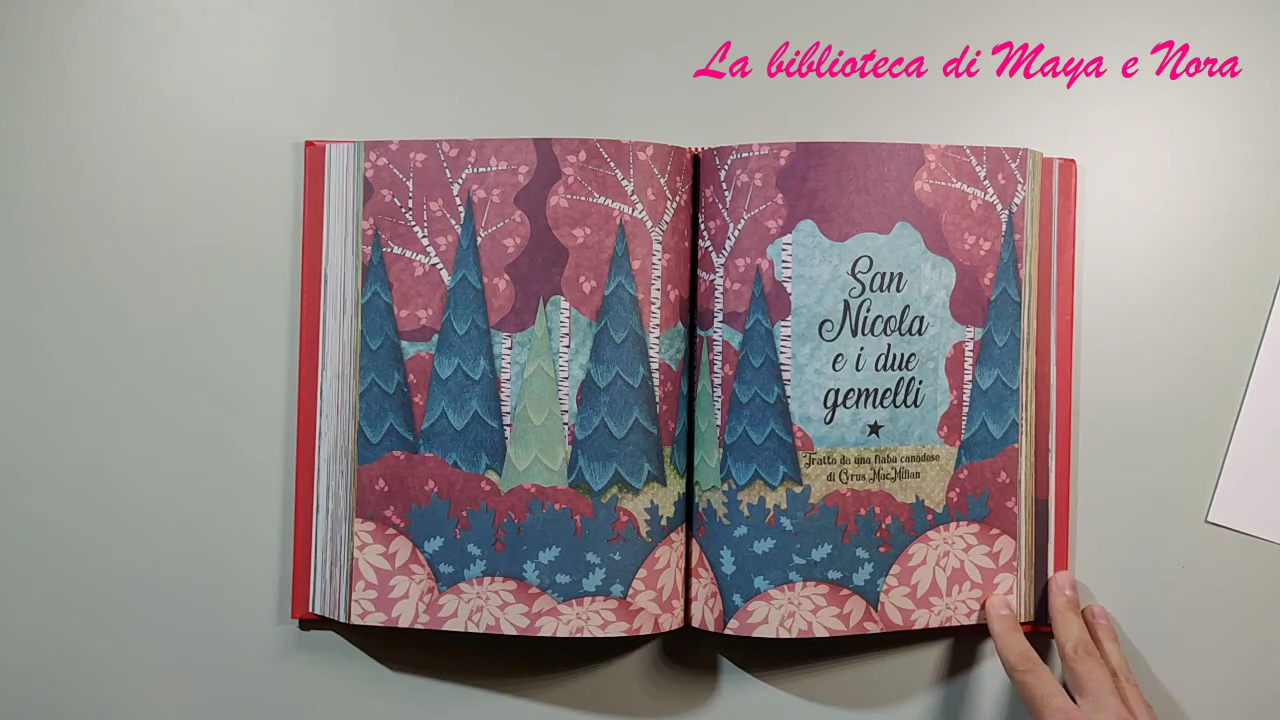 La biblioteca di Maya e Nora
San
Nicola
e i due
gemelli
Tratto da una fiaba canadese
di Cyrus MacMillan